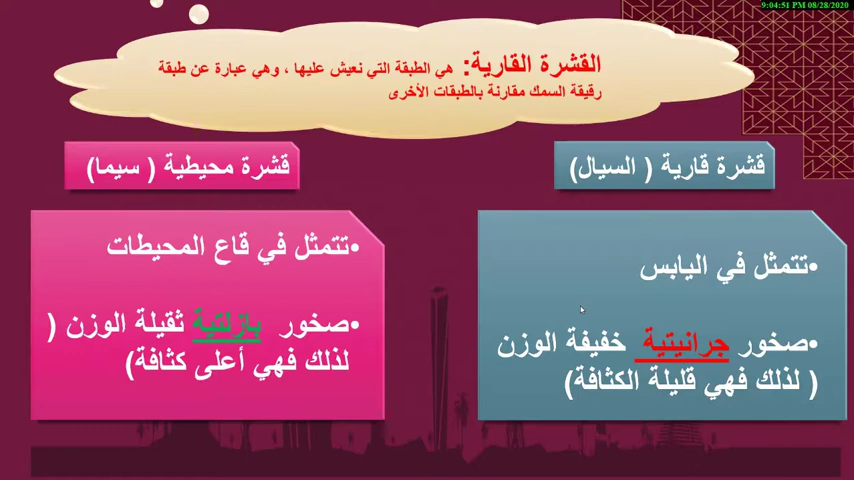 9:04:51 PM 08/28/2020
القشرة القارية: هي الطبقة التي نعيش عليها ، وهي عبارة عن طبقة
رقيقة السمك مقارنة بالطبقات الأخرى
قشرة قارية ( السيال)
•تتمثل في اليابس
•صخور جرانيتية خفيفة الوزن
( لذلك فهي قليلة الكثافة)
قشرة محيطية ( سيما)
•تتمثل في قاع المحيطات
•صخور بازلتية ثقيلة الوزن (
لذلك فهي أعلى كثافة)